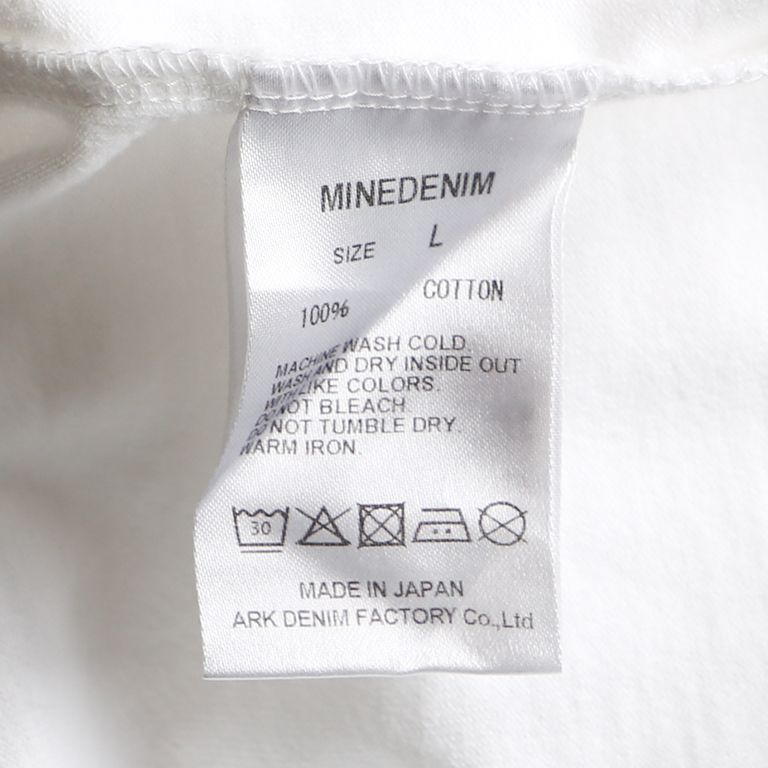 MINEDENIM
SIZE L
100% COTTON
MACHINE WASH COLD.
WASH AND DRY INSIDE OUT
WITH LIKE COLORS.
DO NOT BLEACH
DO NOT TUMBLE DRY
WARM IRON.
30
MADE IN JAPAN
ARK DENIM FACTORY Co.,Ltd